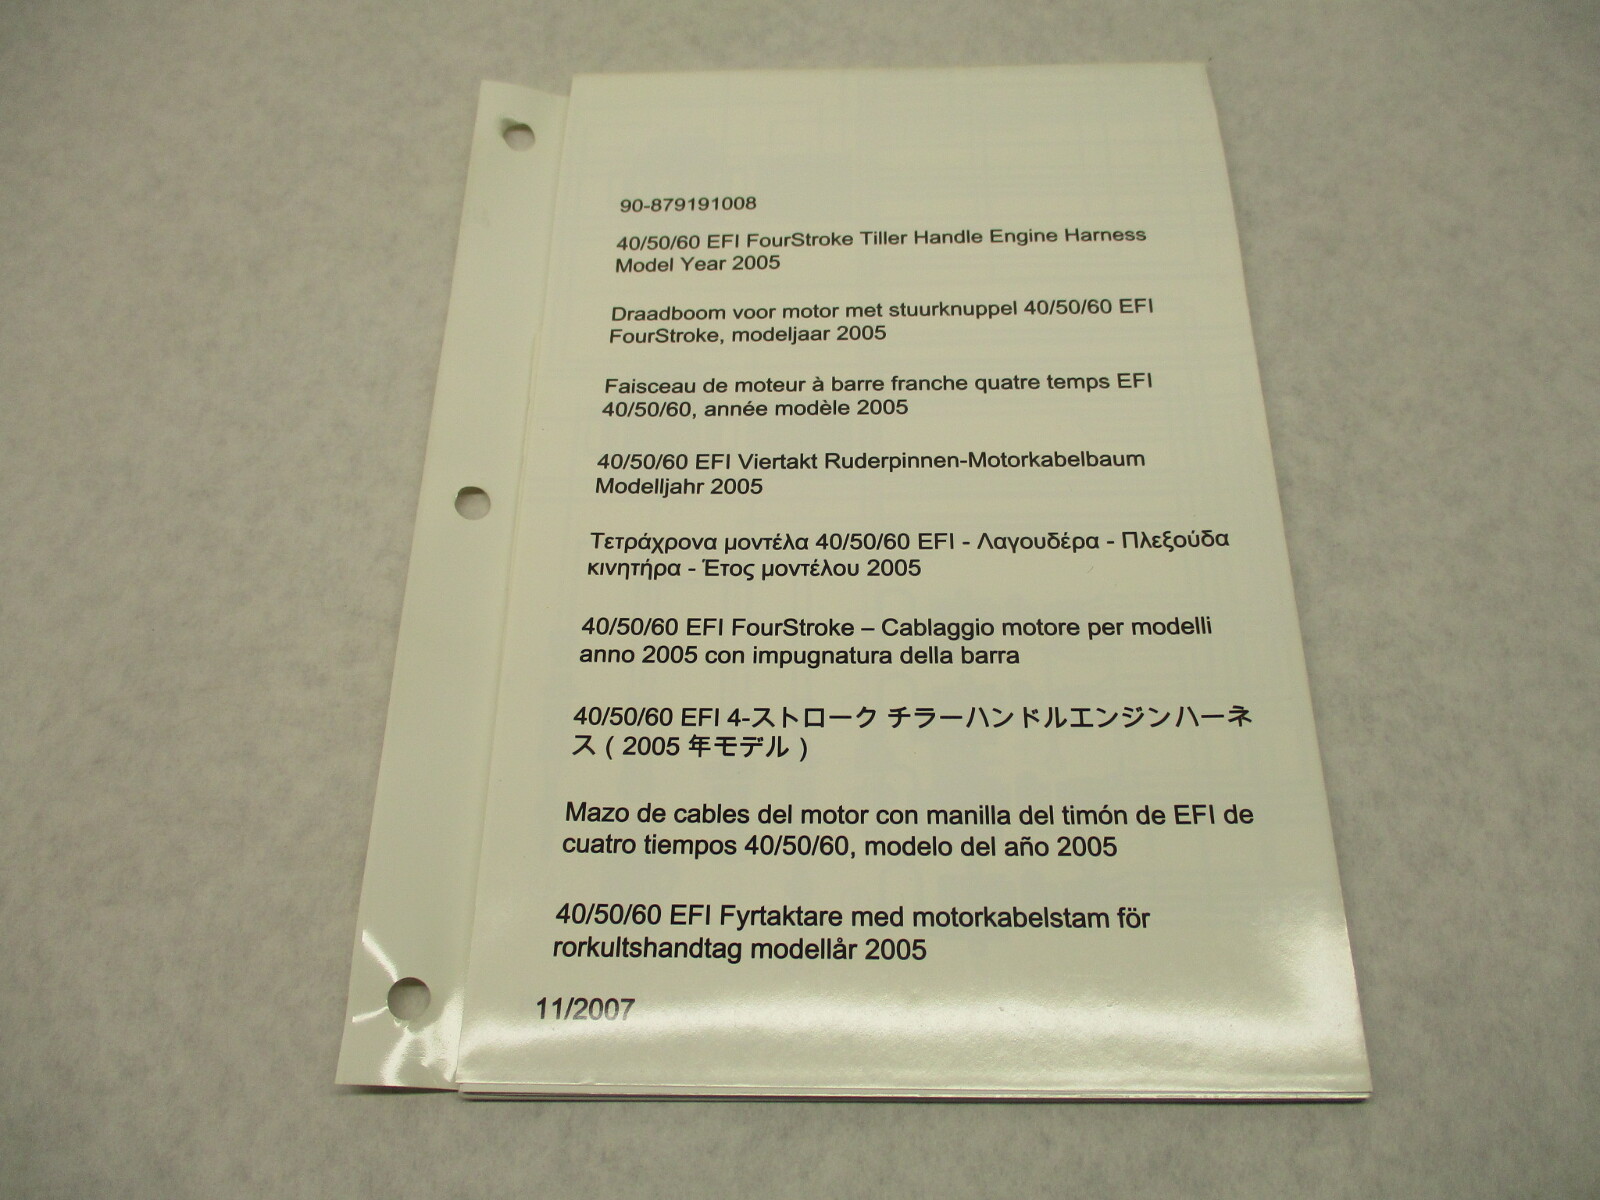 90-879191008
40/50/60 EFI FourStroke Tiller Handle Engine Harness
Model Year 2005
Draadboom voor motor met stuurknuppel 40/50/60 EFI
FourStroke, modeljaar 2005
Faisceau de moteur à barre franche quatre temps EFI
40/50/60, année modèle 2005
40/50/60 EFI Viertakt Ruderpinnen-Motorkabelbaum
Modelljahr 2005
Τετράχρονα μοντέλα 40/50/60 EFI - Λαγουδέρα - Πλεξούδα
κινητήρα - Έτος μοντέλου 2005
40/50/60 EFI FourStroke – Cablaggio motore per modelli
anno 2005 con impugnatura della barra
40/50/60 EFI 4-ストローク チラーハンドルエンジンハーネ
ス ( 2005 年モデル )
Mazo de cables del motor con manilla del timón de EFI de
cuatro tiempos 40/50/60, modelo del año 2005
40/50/60 EFI Fyrtaktare med motorkabelstam för
rorkultshandtag modellår 2005
11/2007